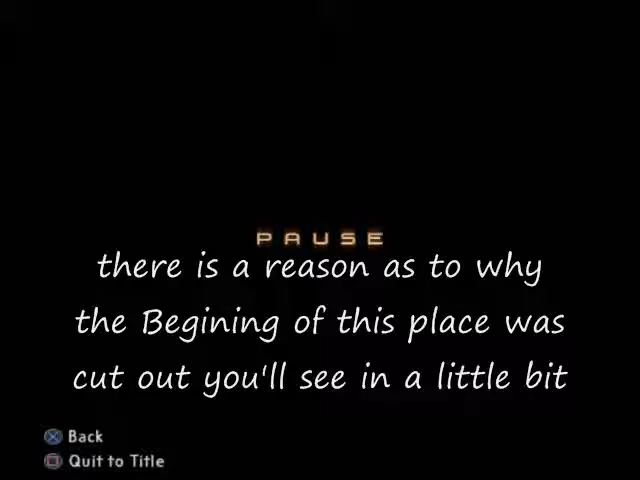 PAUSE
there is a reason as to why
the Begining of this place was
cut out you'll see in a little bit
Back
Quit to Title